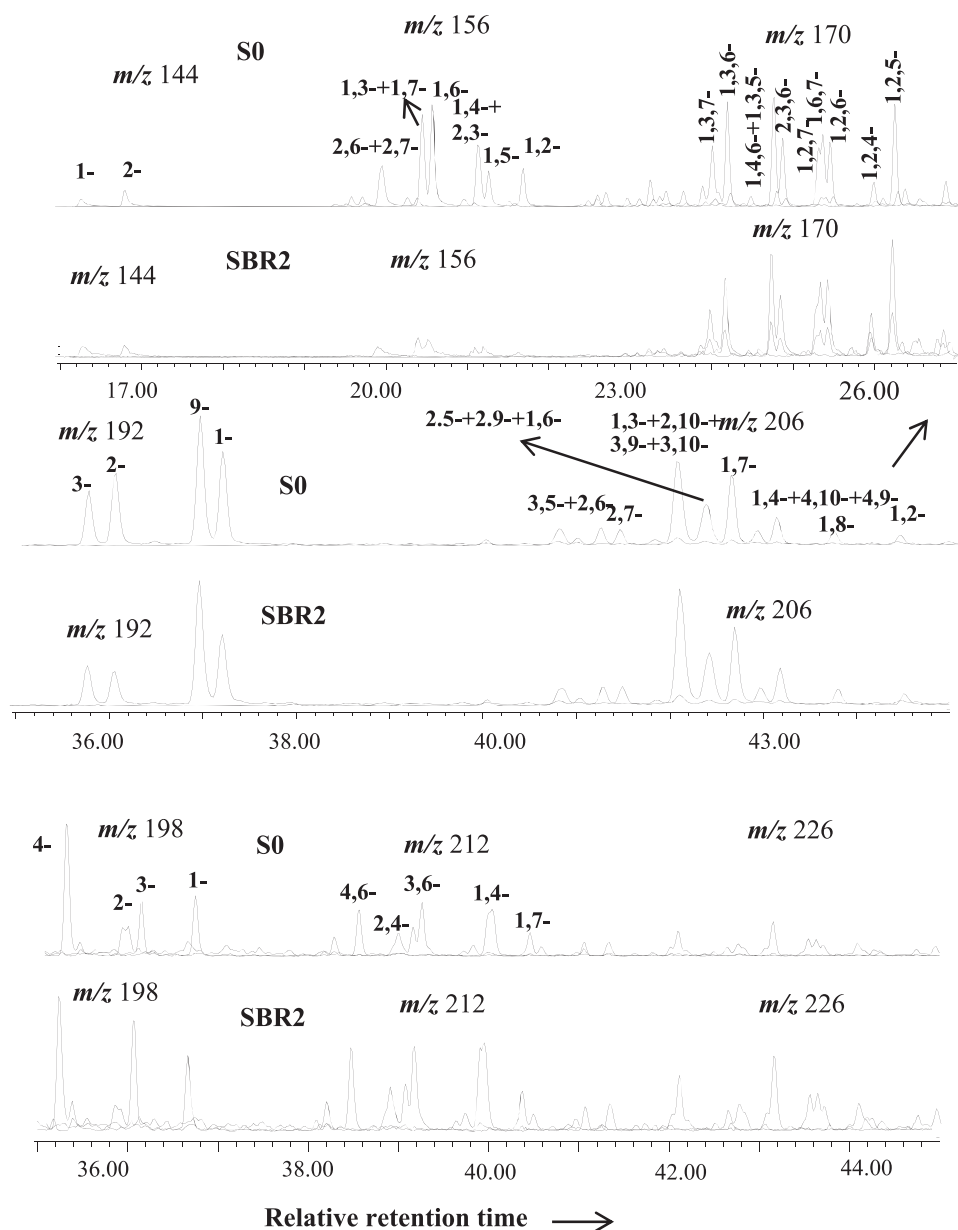 m/z 156
S0
m/z 170
m/z 144
1,3-+1,7-
1,6-
1,4-+
2,3-
2,6-+2,7-
1,5-
1,2-
1-
2-
1,3,7-
1,3,6-
1,4,6-+1,3,5-
2,3,6-
1,2,7-
1,6,7-
1,2,6-
1,2,4-
1,2,5-
m/z 144
SBR2
m/z 156
m/z 170
17.00 20.00 23.00 26.00
m/z 192
3-
2-
9-
1-
S0
2.5-+2.9-+1,6-
1,3-+2,10-+
3,9-+3,10-
m/z 206
3,5-+2,6-
2,7-
1,7-
1,4-+4,10-+4,9-
1,8-
1,2-
m/z 192
SBR2
m/z 206
36.00 38.00 40.00 43.00
4-
m/z 198
2-
3-
1-
S0
m/z 212
4,6-
2,4-
3,6-
1,4-
1,7-
m/z 226
m/z 198
SBR2
m/z 212
m/z 226
36.00 38.00 40.00 42.00 44.00
Relative retention time